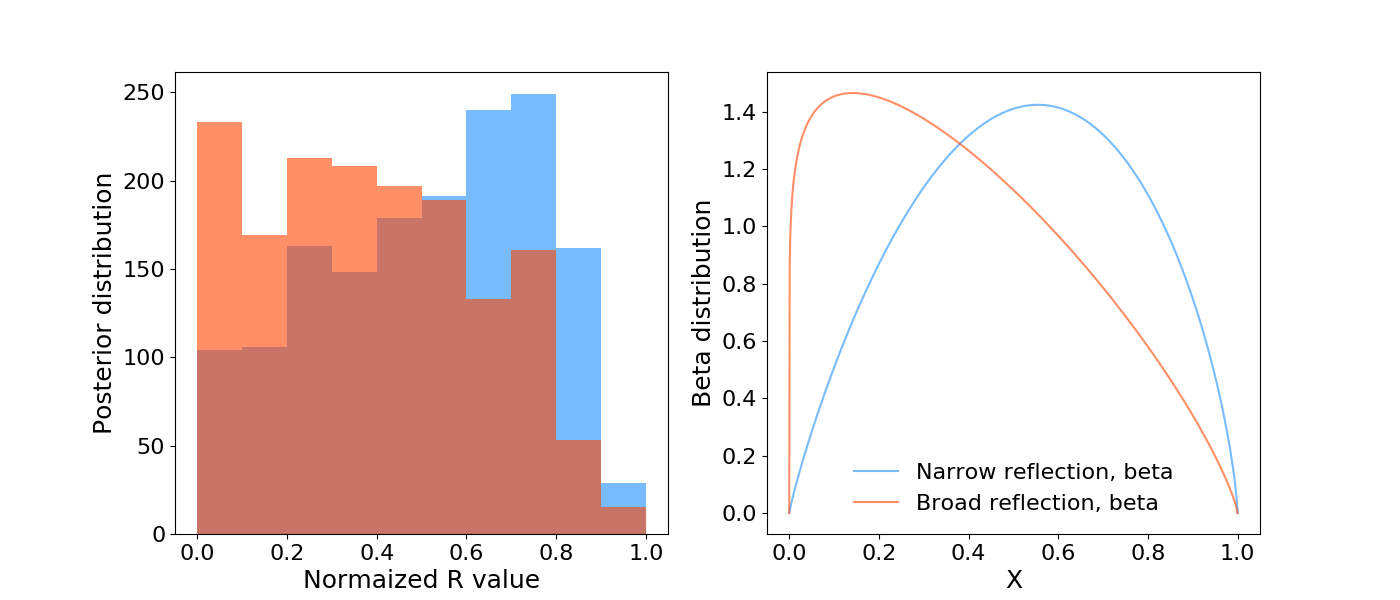 Posterior distribution
250
200
150
100
50
0
0.0 0.2 0.4 0.6 0.8 1.0
Normaized R value
Beta distribution
1.4
1.2
1.0
0.8
0.6
0.4
0.2
0.0
Narrow reflection, beta
Broad reflection, beta
0.0 0.2 0.4 0.6 0.8 1.0
X